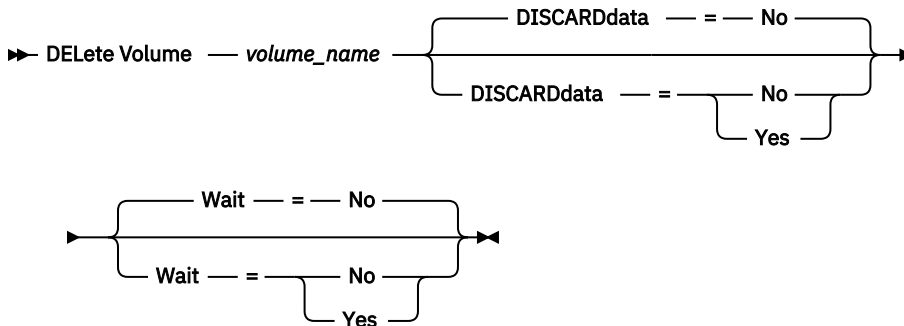 DISCARDdata = No
DELete Volume volume_name
DISCARDdata = No
Yes
Wait = No
Wait = No
Yes